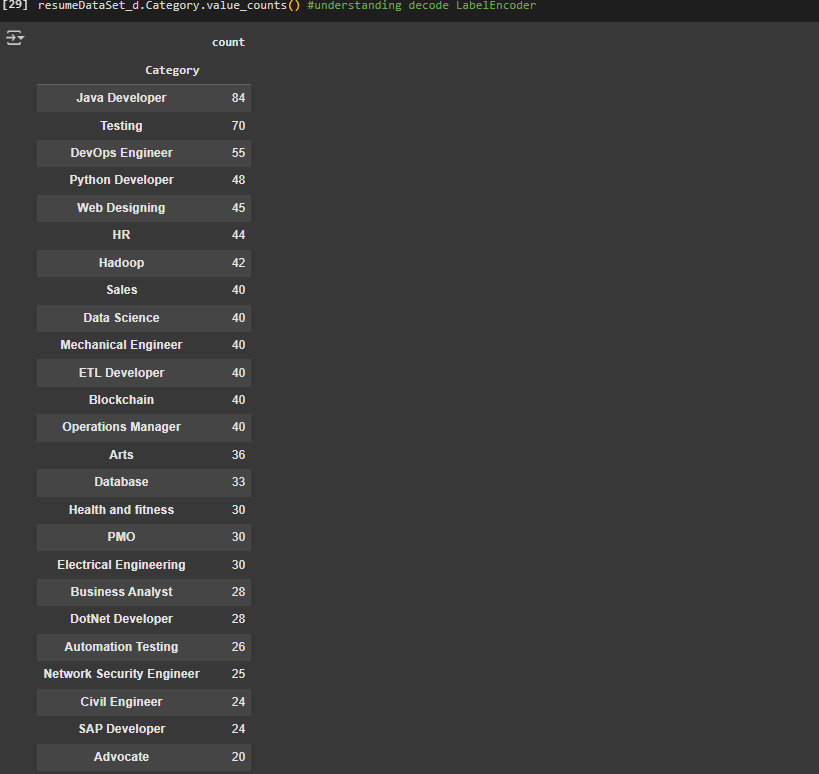 [29] resumeDataSet_d.Category.value_counts() #understanding decode LabelEncoder
count
Category
Java Developer 84
Testing 70
DevOps Engineer 55
Python Developer 48
Web Designing 45
HR 44
Hadoop 42
Sales 40
Data Science 40
Mechanical Engineer 40
ETL Developer 40
Blockchain 40
Operations Manager 40
Arts 36
Database 33
Health and fitness 30
PMO 30
Electrical Engineering 30
Business Analyst 28
DotNet Developer 28
Automation Testing 26
Network Security Engineer 25
Civil Engineer 24
SAP Developer 24
Advocate 20